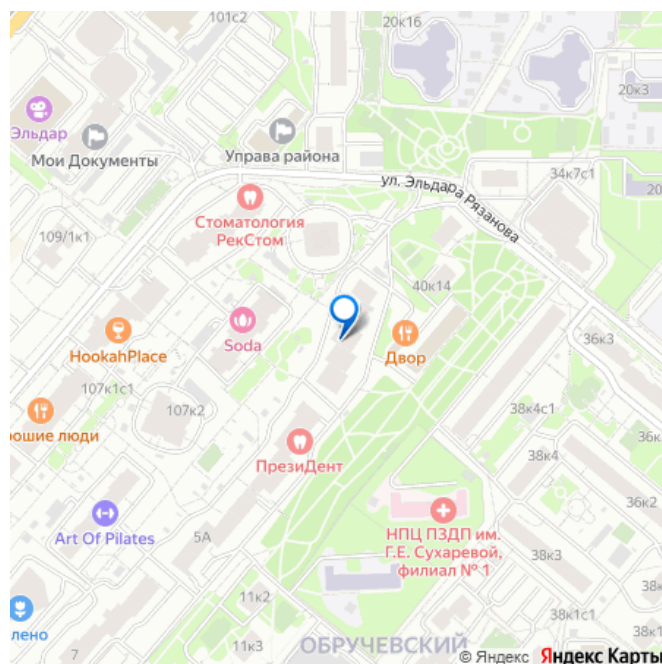 101с2
20к16
20к3
Эльдар
Мои Документы
Управа района
ул. Эльдара Рязанова
34к7с1
20
109/1к1
Стоматология
РекСтом
40к14
Soda
HookahPlace
Двор
36к3
107к1с1
107к2
38к4с1
36к
рошие люди
ПрезиДент
38к4
36к2
Art Of Pilates
5А
НПЦ ПЗДП им.
Г.Е. Сухаревой,
филиал № 1
38к3
11к2
38к1с1
лено
7
11к3
ОБРУЧЕВСКИЙ
© Яндекс Яндекс Карты